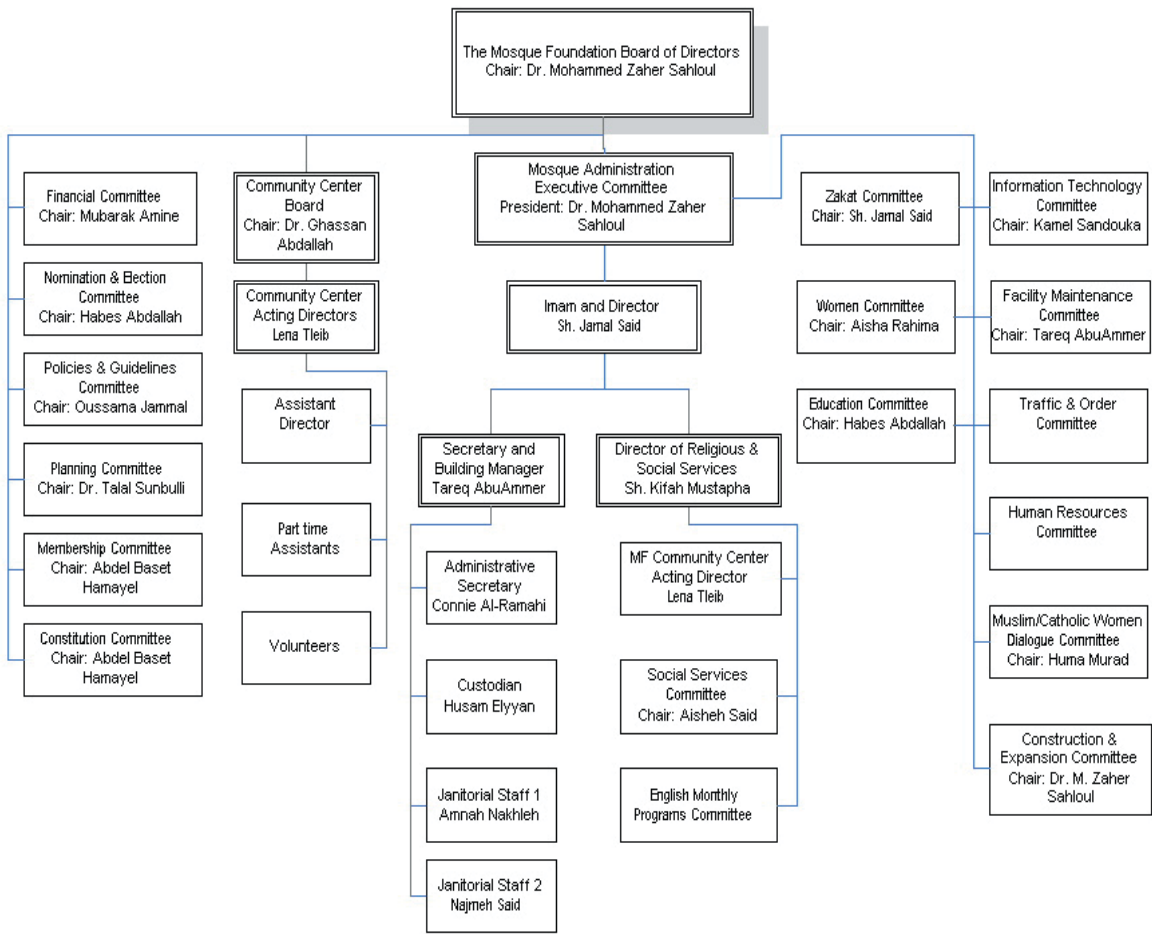 The Mosque Foundation Board of Directors
Chair: Dr. Mohammed Zaher Sahloul
Mosque Administration
Executive Committee
President: Dr. Mohammed Zaher
Sahloul
Imam and Director
Sh. Jamal Said
Financial Committee
Chair: Mubarak Amine
Nomination & Election
Committee
Chair: Habes Abdallah
Policies & Guidelines
Committee
Chair: Oussama Jammal
Planning Committee
Chair: Dr. Talal Sunbulli
Membership Committee
Chair: Abdel Baset
Hamayel
Constitution Committee
Chair: Abdel Baset
Hamayel
Community Center
Board
Chair: Dr. Ghassan
Abdallah
Community Center
Acting Directors
Lena Tleib
Assistant
Director
Part time
Assistants
Volunteers
Secretary and
Building Manager
Tareq AbuAmmer
Administrative
Secretary
Connie Al-Ramahi
Custodian
Husam Elyyan
Janitorial Staff 1
Amnah Nakhleh
Janitorial Staff 2
Najmeh Said
Director of Religious &
Social Services
Sh. Kifah Mustapha
MF Community Center
Acting Director
Lena Tleib
Social Services
Committee
Chair: Aisheh Said
English Monthly
Programs Committee
Zakat Committee
Chair: Sh. Jamal Said
Women Committee
Chair: Aisha Rahima
Education Committee
Chair: Habes Abdallah
Information Technology
Committee
Chair: Kamel Sandouka
Facility Maintenance
Committee
Chair: Tareq AbuAmmer
Traffic & Order
Committee
Human Resources
Committee
Muslim/Catholic Women
Dialogue Committee
Chair: Huma Murad
Construction &
Expansion Committee
Chair: Dr. M. Zaher
Sahloul